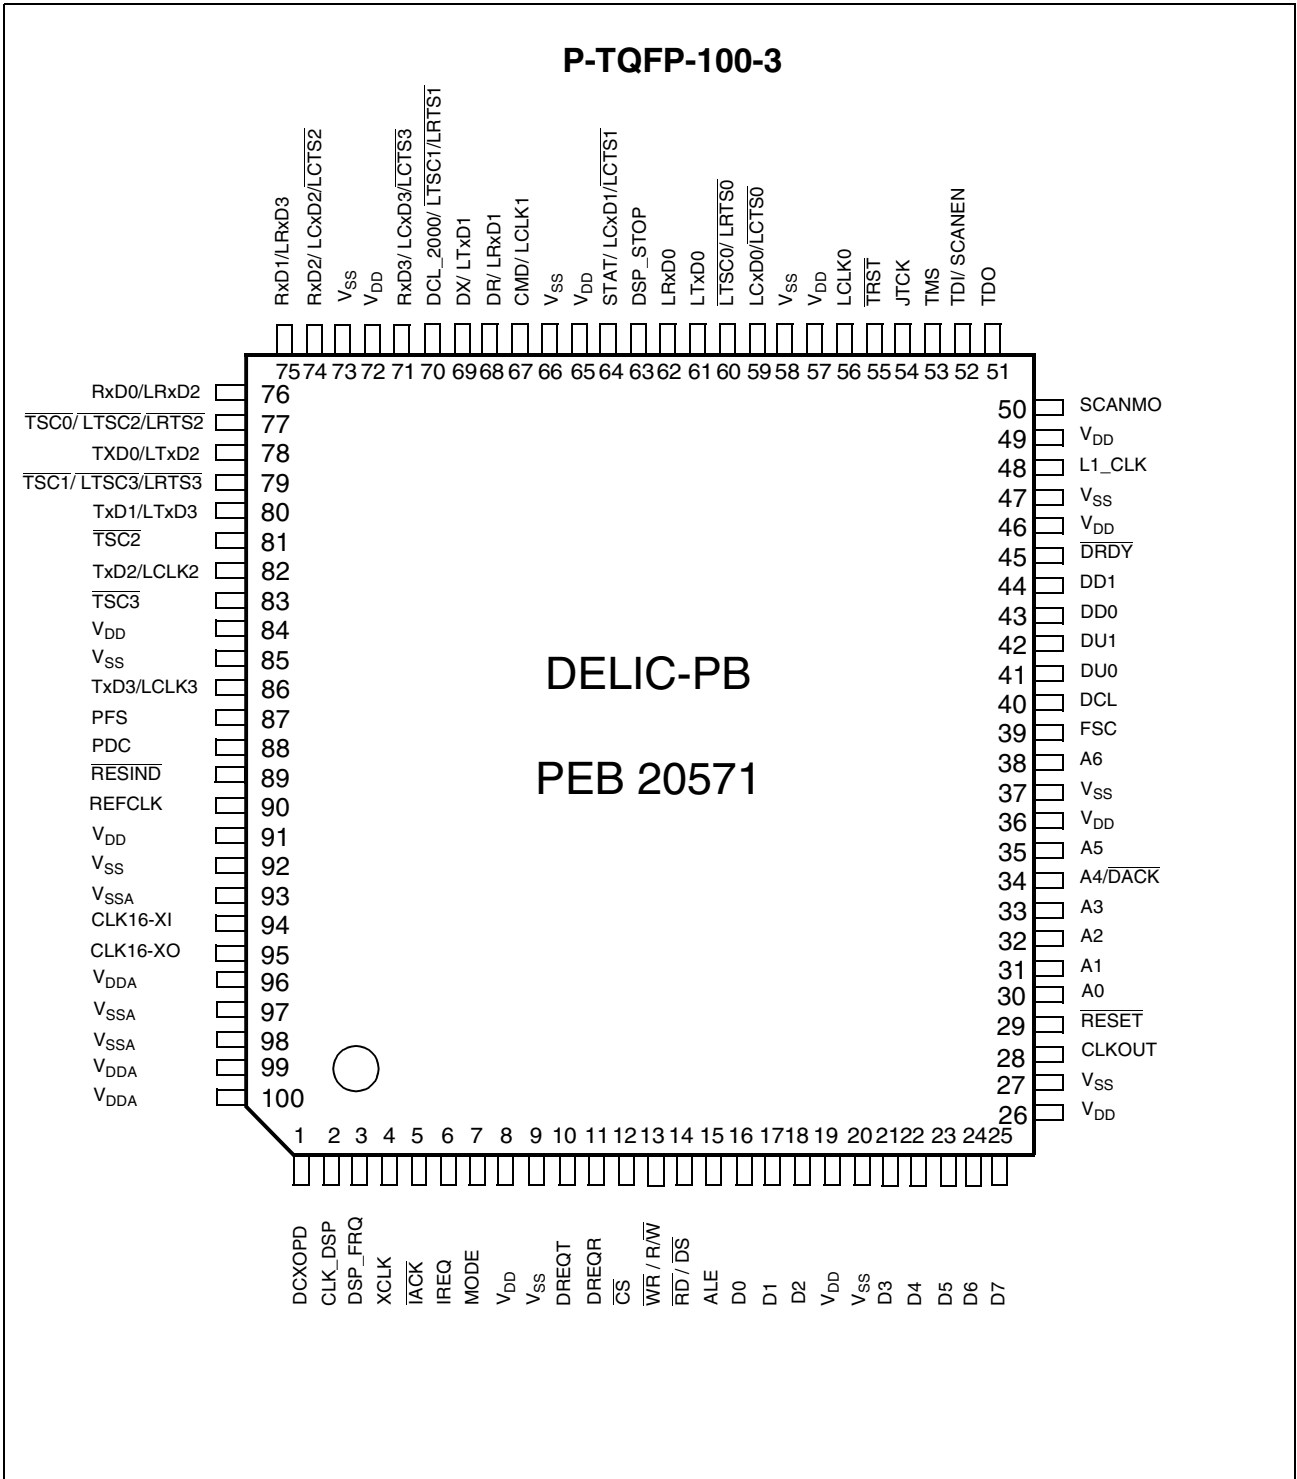 P-TQFP-100-3
RxD1/LRxD3
RxD2/ LCxD2/LCTS2
VSS
VDD
RxD3/ LCxD3/LCTS3
DCL_2000/ LTSC1/LRTS1
DX/ LTxD1
DR/ LRxD1
CMD/ LCLK1
VSS
VDD
STAT/ LCxD1/LCTS1
DSP_STOP
LRxD0
LTxD0
LTSC0/ LRTS0
LCxD0/LCTS0
VSS
VDD
LCLK0
TRST
JTCK
TMS
TDI/ SCANEN
TDO
75 74 73 72 71 70 69 68 67 66 65 64 63 62 61 60 59 58 57 56 55 54 53 52 51
RxD0/LRxD2 76
TSC0/ LTSC2/LRTS2 77
TXD0/LTxD2 78
TSC1/ LTSC3/LRTS3 79
TxD1/LTxD3 80
TSC2 81
TxD2/LCLK2 82
TSC3 83
VDD 84
VSS 85
TxD3/LCLK3 86
PFS 87
PDC 88
RESIND 89
REFCLK 90
VDD 91
VSS 92
VSSA 93
CLK16-XI 94
CLK16-XO 95
VDDA 96
VSSA 97
VSSA 98
VDDA 99
VDDA 100
DELIC-PB
PEB 20571
50 SCANMO
49 VDD
48 L1_CLK
47 VSS
46 VDD
45 DRDY
44 DD1
43 DD0
42 DU1
41 DU0
40 DCL
39 FSC
38 A6
37 VSS
36 VDD
35 A5
34 A4/DACK
33 A3
32 A2
31 A1
30 A0
29 RESET
28 CLKOUT
27 VSS
26 VDD
1 2 3 4 5 6 7 8 9 10 11 12 13 14 15 16 17 18 19 20 21 22 23 24 25
DCXOPD
CLK_DSP
DSP_FRQ
XCLK
IACK
IREQ
MODE
VDD
VSS
DREQT
DREQR
CS
WR / R/W
RD / DS
ALE
D0
D1
D2
VDD
VSS
D3
D4
D5
D6
D7